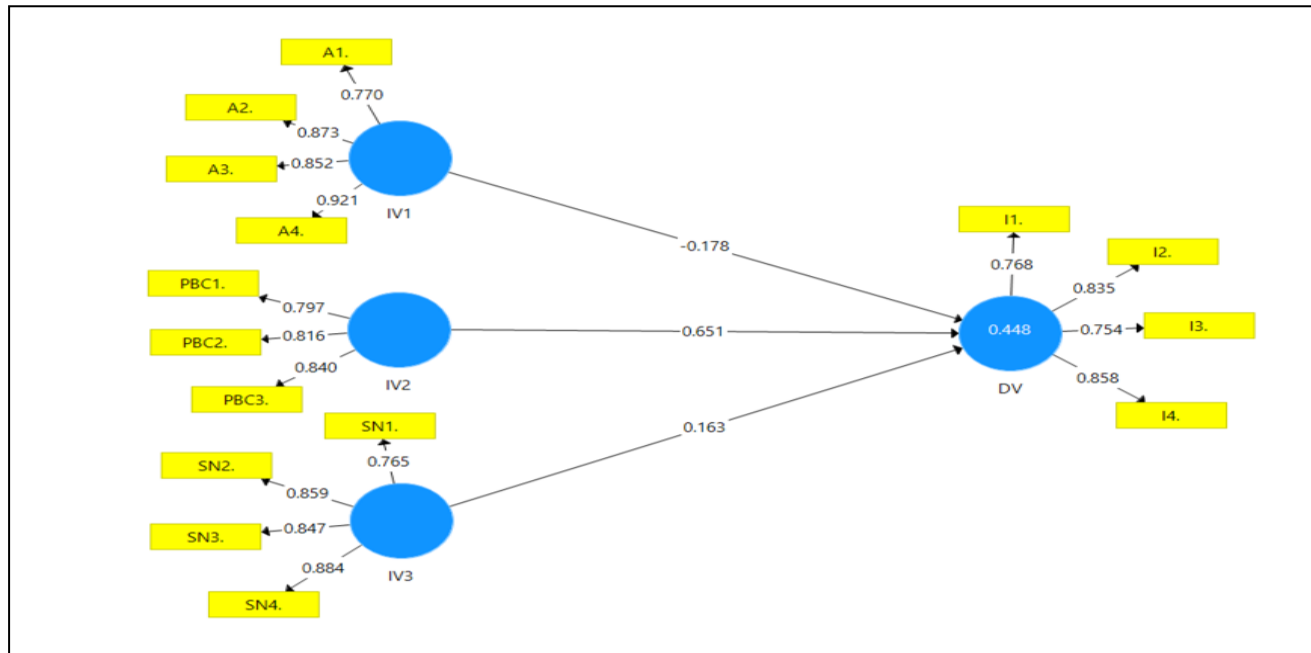 A1.
0.770
A2.
0.873
A3.
0.852
0.921
A4.
IV1
-0.178
PBC1.
0.797
PBC2.
0.816
0.840
PBC3.
IV2
0.651
SN1.
0.765
SN2.
0.859
SN3.
0.847
0.884
SN4.
IV3
0.163
I1.
0.768
I2.
0.835
I3.
0.754
0.448
0.858
DV
I4.